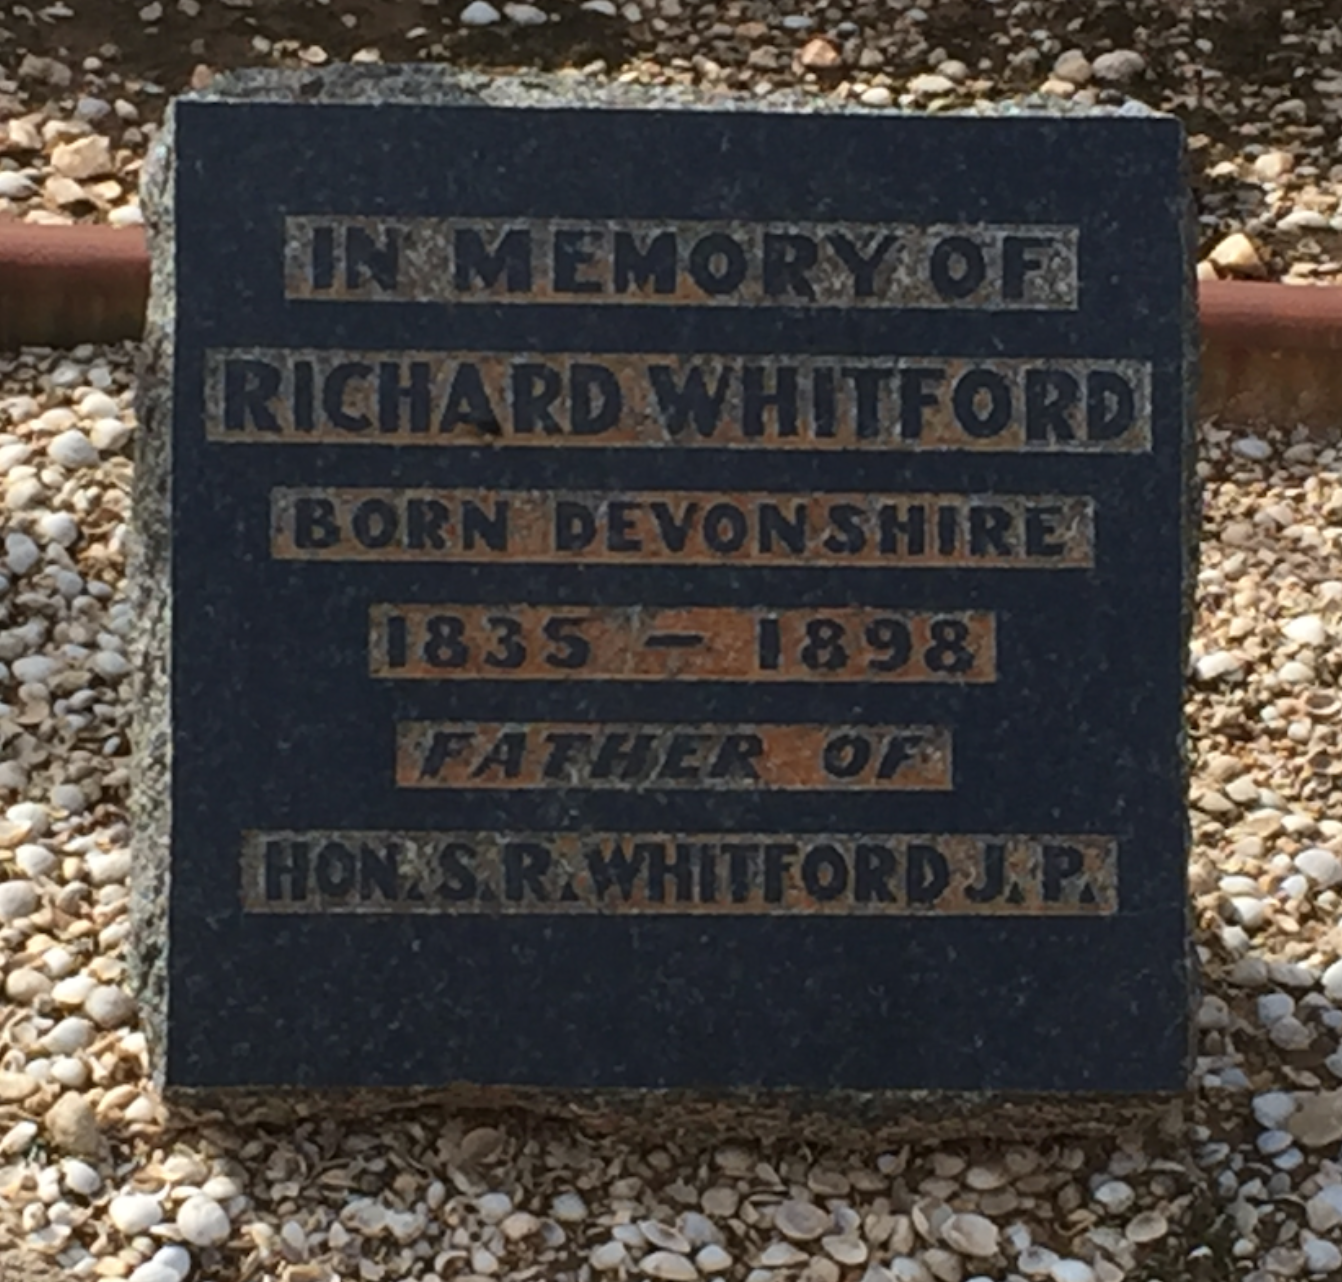 IN MEMORY OF
RICHARD WHITFORD
BORN DEVONSHIRE
1835 – 1898
FATHER OF
HON. S. R. WHITFORD J. P.